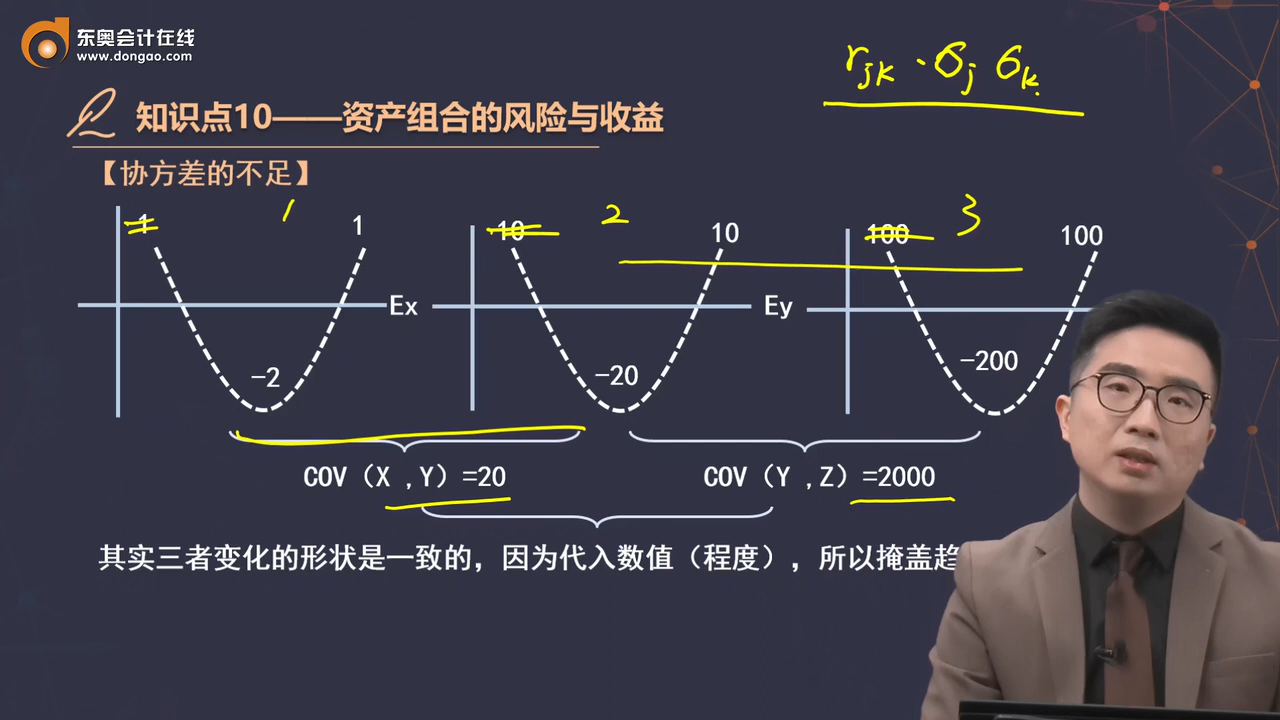 东奥会计在线
www.dongao.com
r_jk · σ_j σ_k
知识点10——资产组合的风险与收益
【协方差的不足】
1 1 1
10 2 10
100 3 100
Ex Ey
-2 -20 -200
COV（X ,Y）=20 COV（Y ,Z）=2000
其实三者变化的形状是一致的，因为代入数值（程度），所以掩盖趋